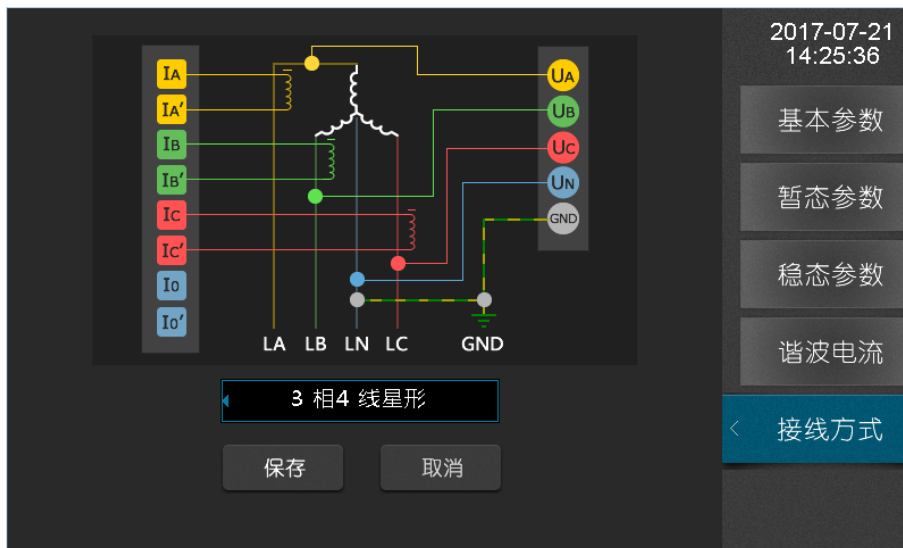 2017-07-21
14:25:36
基本参数
暂态参数
稳态参数
谐波电流
接线方式
IA
IA′
IB
IB′
IC
IC′
I0
I0′
UA
UB
UC
UN
GND
LA LB LN LC GND
3 相4 线星形
保存 取消